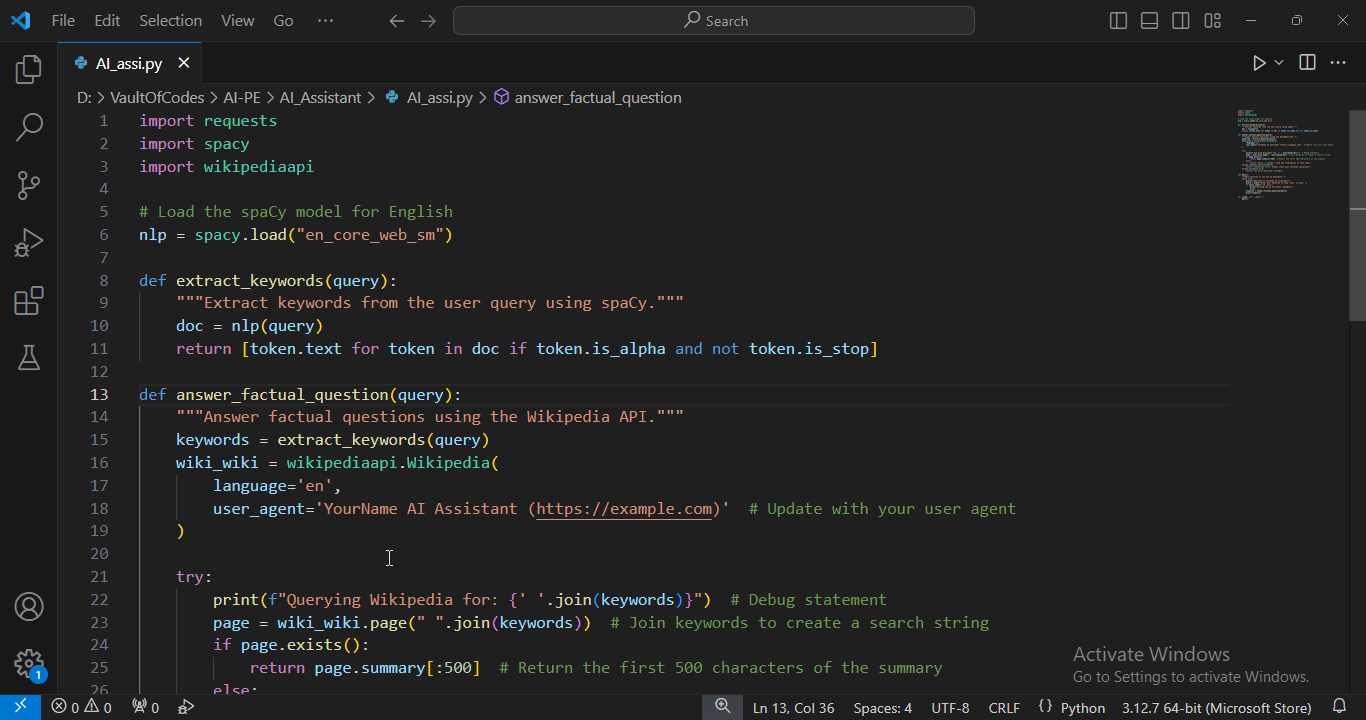 File Edit Selection View Go ··· Search
AI_assi.py
D: > VaultOfCodes > AI-PE > AI_Assistant > AI_assi.py > answer_factual_question
1 import requests
2 import spacy
3 import wikipediaapi
4
5 # Load the spaCy model for English
6 nlp = spacy.load("en_core_web_sm")
7
8 def extract_keywords(query):
9 """Extract keywords from the user query using spaCy."""
10 doc = nlp(query)
11 return [token.text for token in doc if token.is_alpha and not token.is_stop]
12
13 def answer_factual_question(query):
14 """Answer factual questions using the Wikipedia API."""
15 keywords = extract_keywords(query)
16 wiki_wiki = wikipediaapi.Wikipedia(
17 language='en',
18 user_agent='YourName AI Assistant (https://example.com)' # Update with your user agent
19 )
20
21 try:
22 print(f"Querying Wikipedia for: {' '.join(keywords)}") # Debug statement
23 page = wiki_wiki.page(" ".join(keywords)) # Join keywords to create a search string
24 if page.exists():
25 return page.summary[:500] # Return the first 500 characters of the summary
26 else:
Activate Windows
Go to Settings to activate Windows.
1
0 0 0 Ln 13, Col 36 Spaces: 4 UTF-8 CRLF {} Python 3.12.7 64-bit (Microsoft Store)